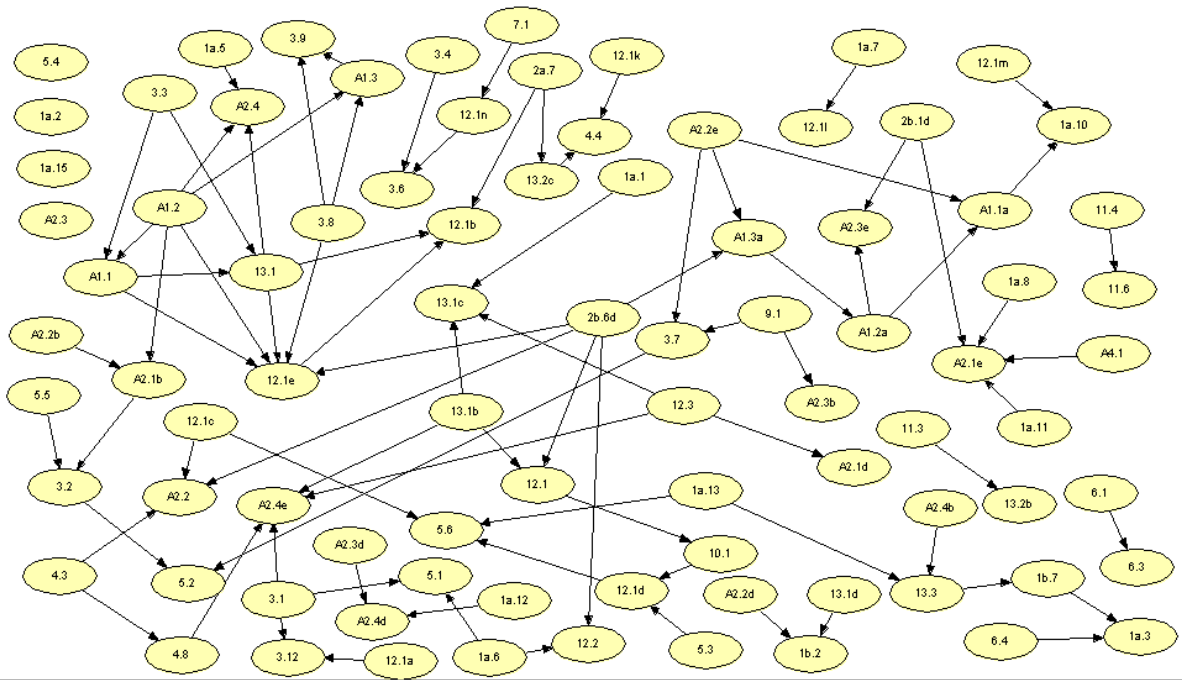 7.1
3.9
1a.5
1a.7
3.4
12.1k
5.4
12.1m
2a.7
A1.3
3.3
A2.4
1a.2
12.1n
2b.1d
1a.10
12.1l
A2.2e
4.4
1a.15
1a.1
13.2c
3.6
A1.2
A1.1a
11.4
A2.3
3.8
12.1b
A2.3e
A1.3a
13.1
A1.1
1a.8
11.6
13.1c
9.1
2b.6d
A1.2a
A2.2b
3.7
A4.1
A2.1e
A2.1b
12.1e
5.5
A2.3b
12.3
13.1b
12.1c
1a.11
11.3
A2.1d
12.1
3.2
1a.13
6.1
A2.2
13.2b
A2.4e
A2.4b
5.6
A2.3d
10.1
6.3
4.3
5.1
1b.7
5.2
12.1d
13.3
A2.2d
13.1d
3.1
1a.12
A2.4d
1a.3
6.4
12.2
5.3
1b.2
4.8
3.12
1a.6
12.1a